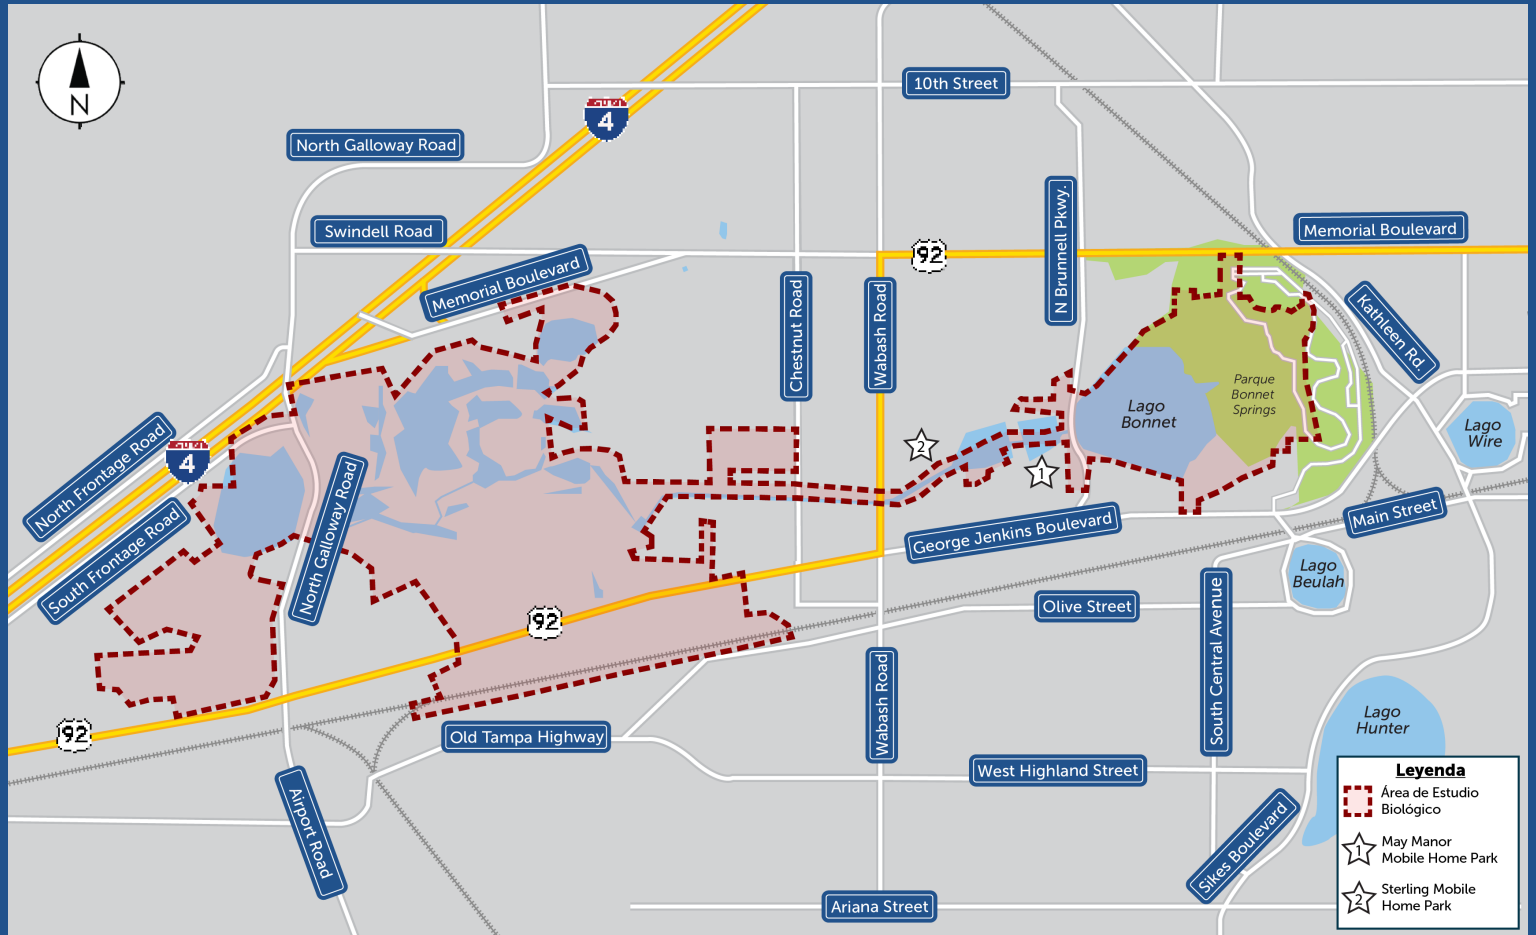 10th Street
N
INTERSTATE
4
North Galloway Road
Swindell Road
Memorial Boulevard
92
N Brunnell Pkwy.
Memorial Boulevard
Chestnut Road
Wabash Road
Kathleen Rd.
Parque
Bonnet
Springs
Lago
Bonnet
Lago
Wire
2
1
North Frontage Road
4
South Frontage Road
North Galloway Road
George Jenkins Boulevard
Main Street
Lago
Beulah
Olive Street
92
South Central Avenue
Wabash Road
92
Old Tampa Highway
West Highland Street
Lago
Hunter
Airport Road
Sikes Boulevard
Ariana Street
Leyenda
Área de Estudio
Biológico
1
May Manor
Mobile Home Park
2
Sterling Mobile
Home Park